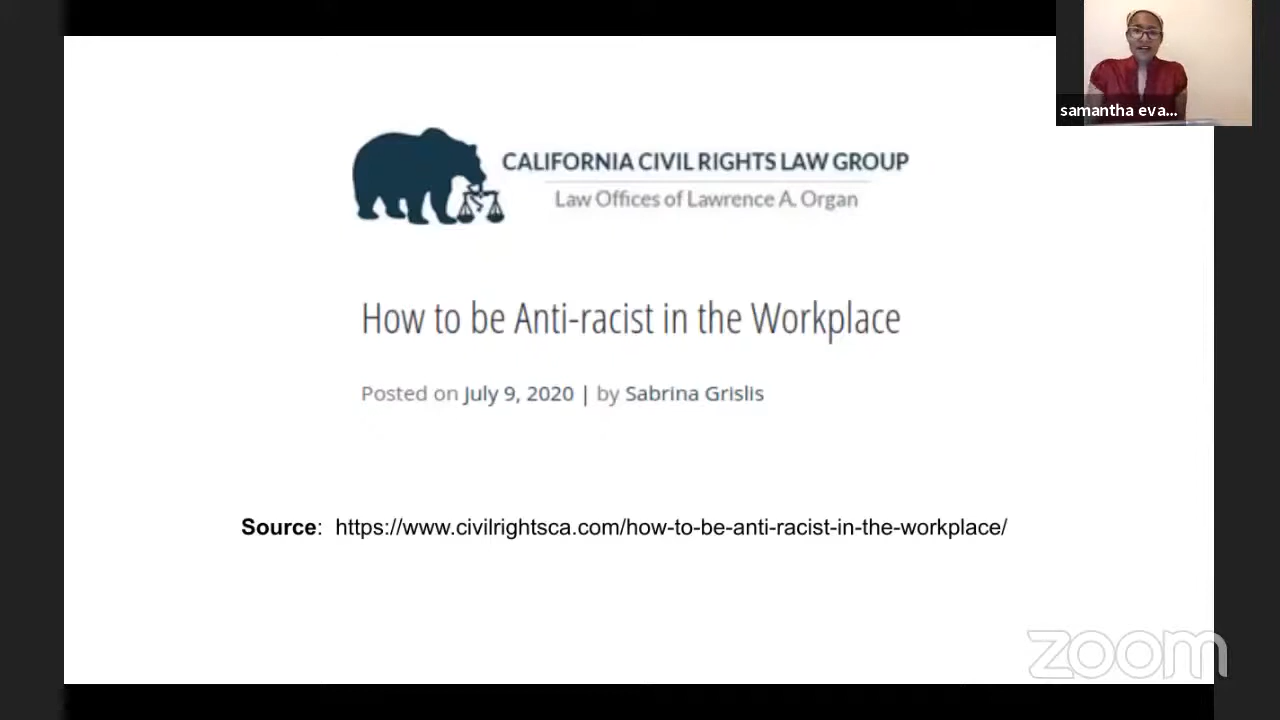 samantha eva...
CALIFORNIA CIVIL RIGHTS LAW GROUP
Law Offices of Lawrence A. Organ
How to be Anti-racist in the Workplace
Posted on July 9, 2020 | by Sabrina Grislis
Source: https://www.civilrightsca.com/how-to-be-anti-racist-in-the-workplace/
zoom